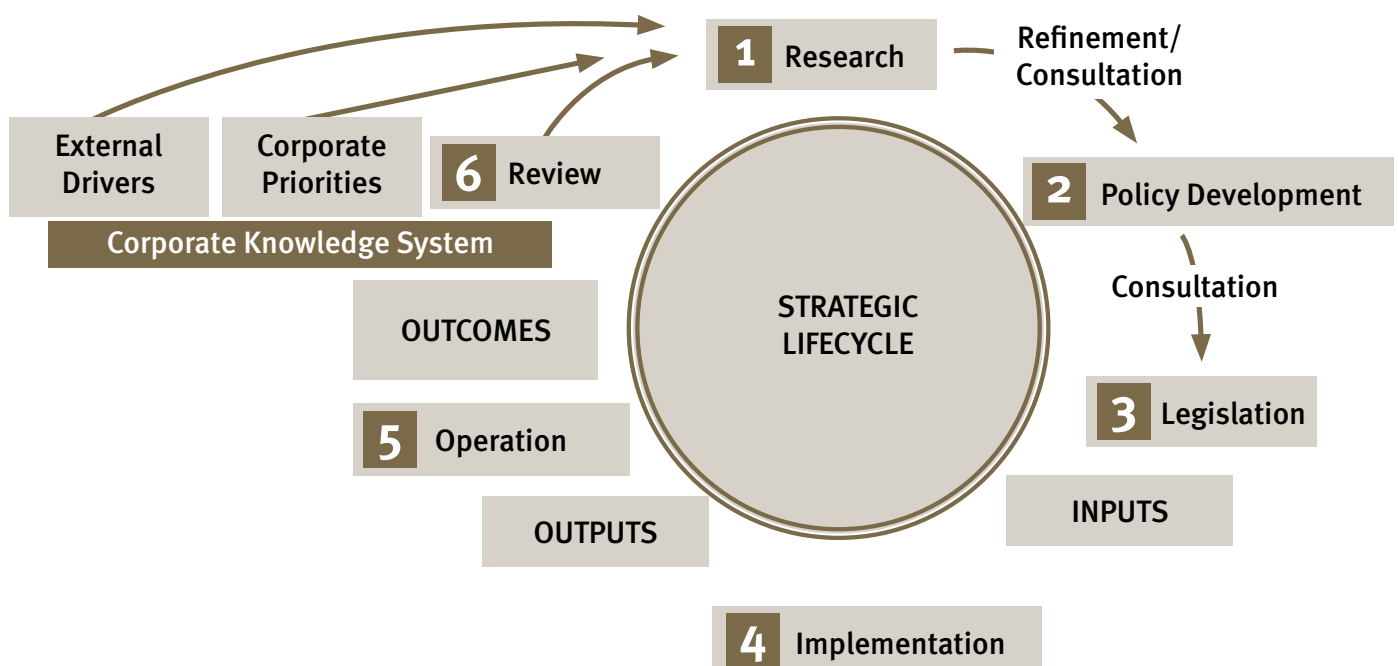 1 Research
Refinement/
Consultation
External
Drivers
Corporate
Priorities
6 Review
2 Policy Development
Corporate Knowledge System
Consultation
OUTCOMES
STRATEGIC
LIFECYCLE
3 Legislation
5 Operation
INPUTS
OUTPUTS
4 Implementation